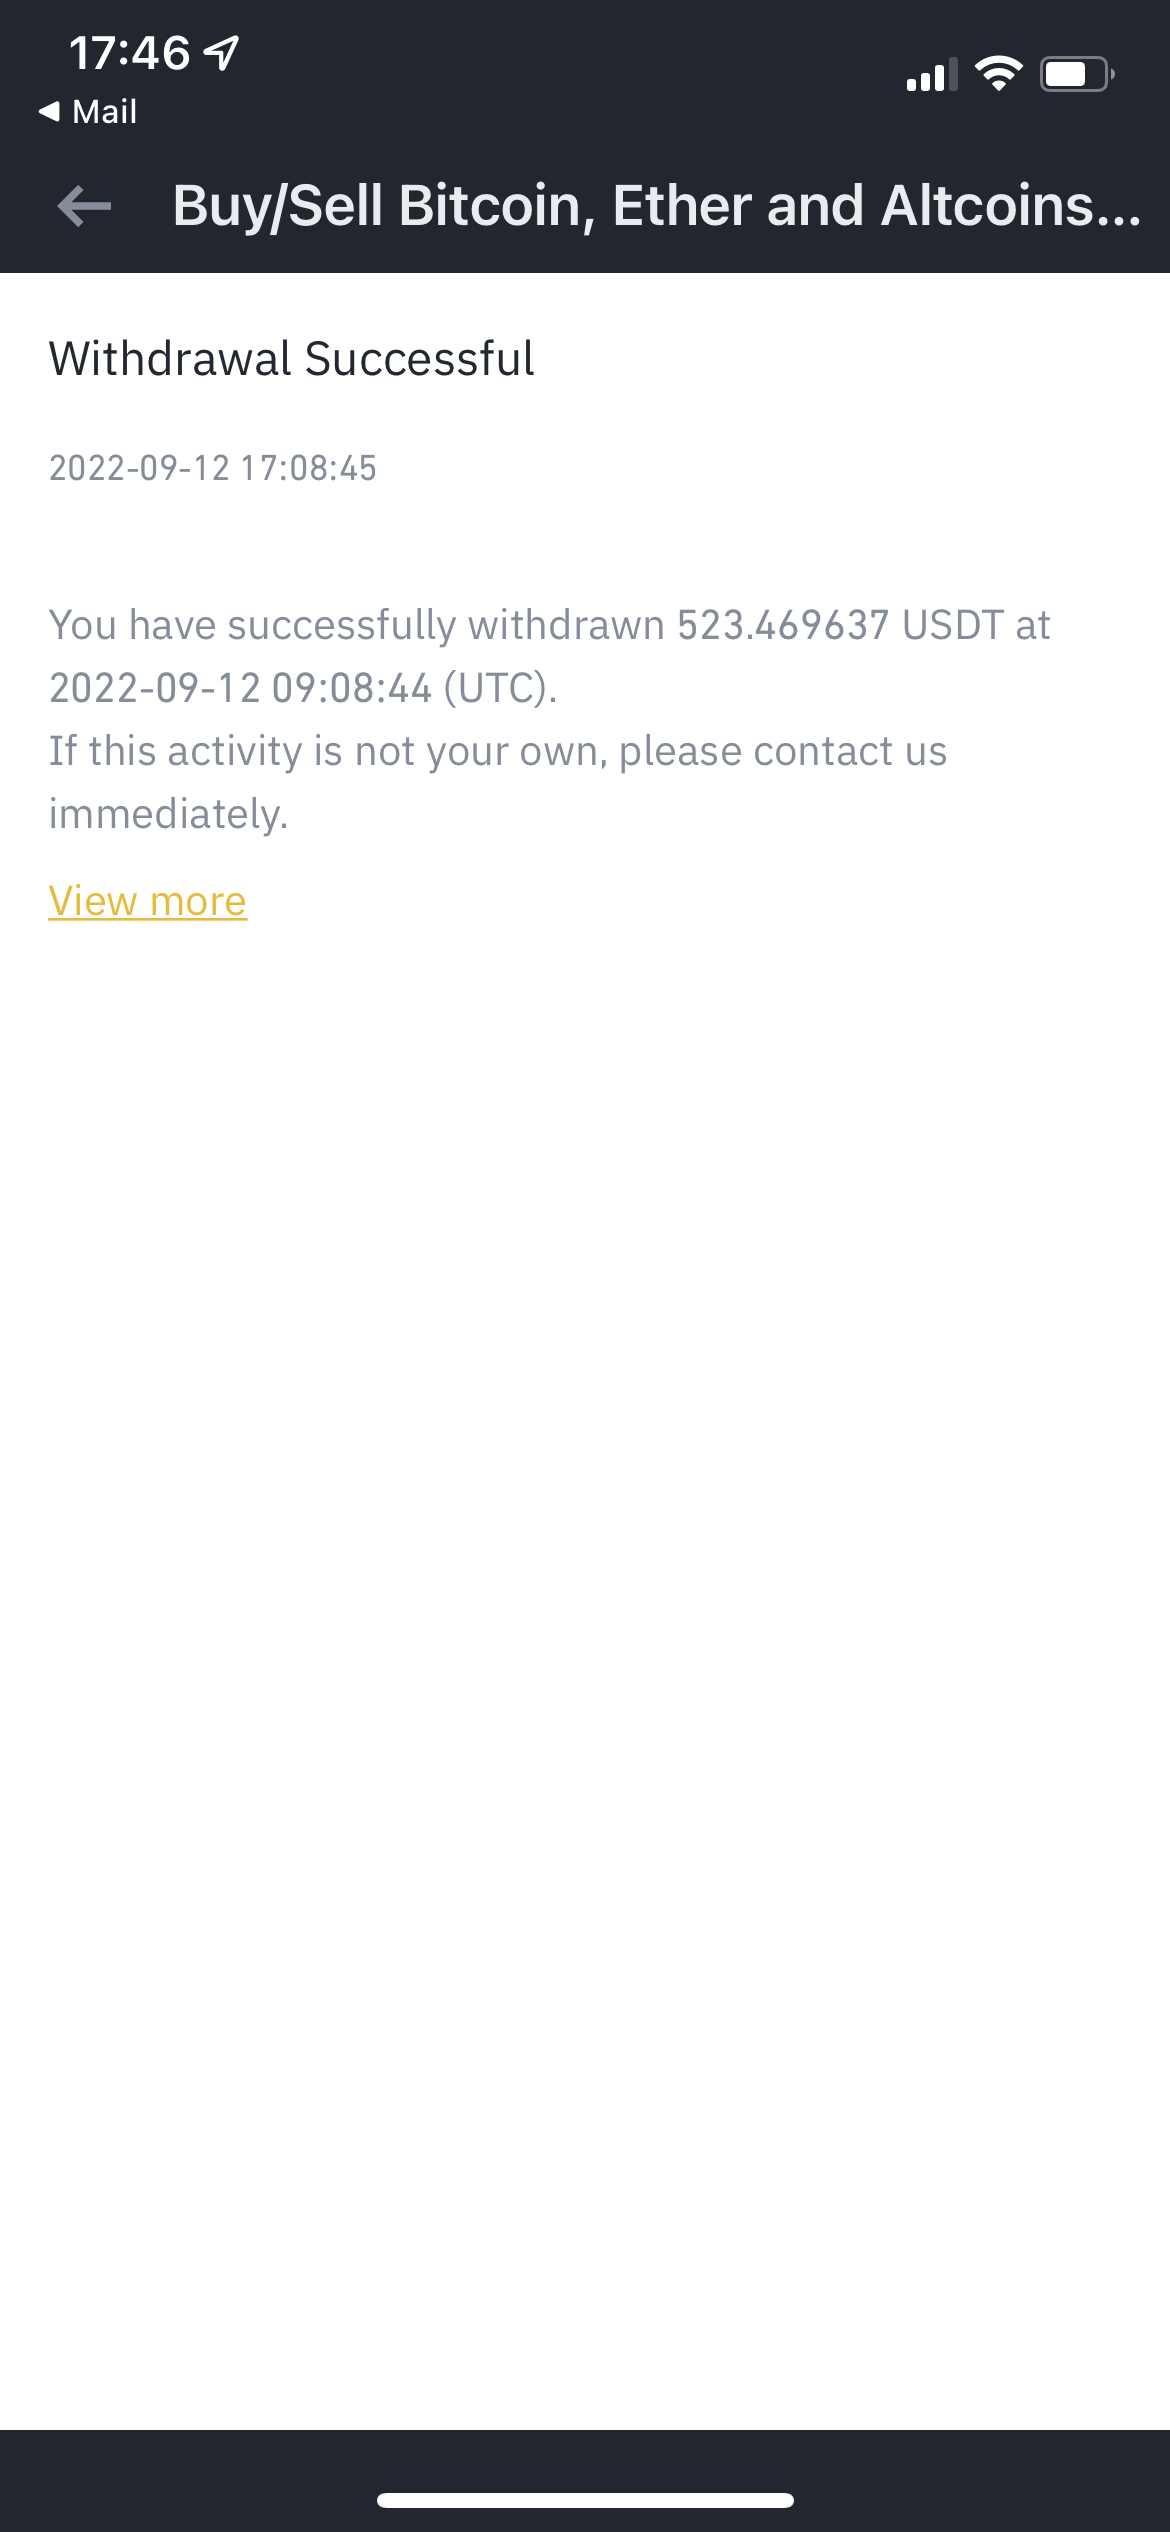 17:46
Mail
Buy/Sell Bitcoin, Ether and Altcoins...
Withdrawal Successful
2022-09-12 17:08:45
You have successfully withdrawn 523.469637 USDT at
2022-09-12 09:08:44 (UTC).
If this activity is not your own, please contact us
immediately.
View more